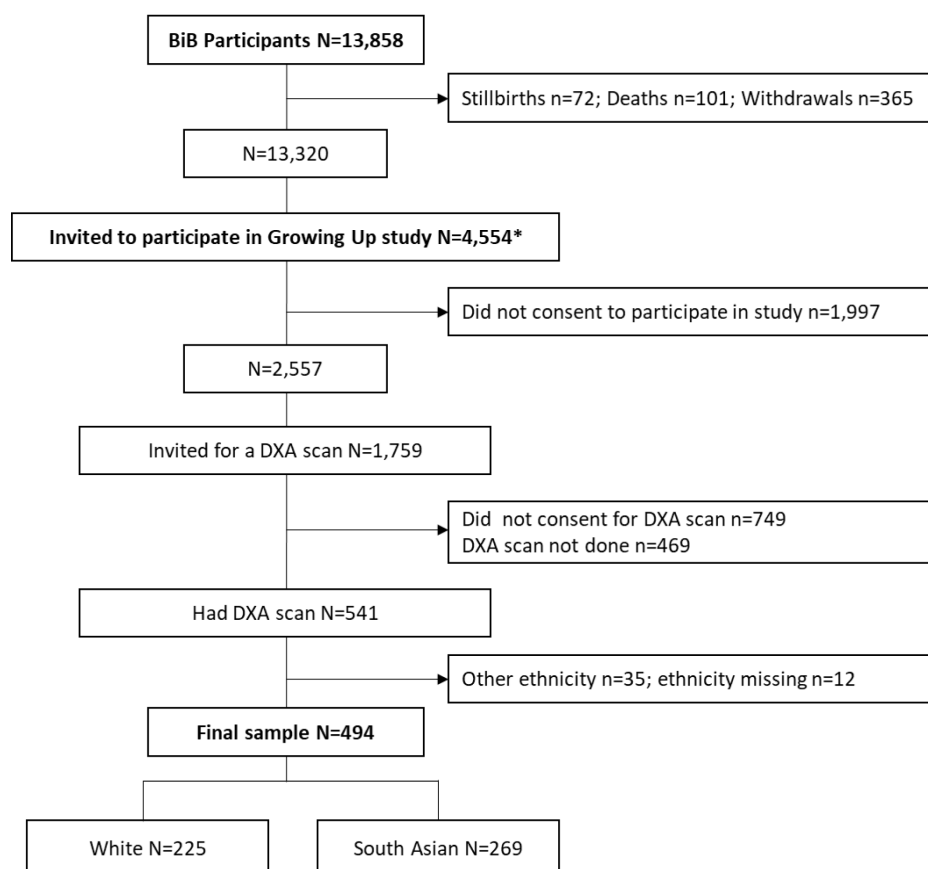 BiB Participants N=13,858
Stillbirths n=72; Deaths n=101; Withdrawals n=365
N=13,320
Invited to participate in Growing Up study N=4,554*
Did not consent to participate in study n=1,997
N=2,557
Invited for a DXA scan N=1,759
Did not consent for DXA scan n=749
DXA scan not done n=469
Had DXA scan N=541
Other ethnicity n=35; ethnicity missing n=12
Final sample N=494
White N=225
South Asian N=269